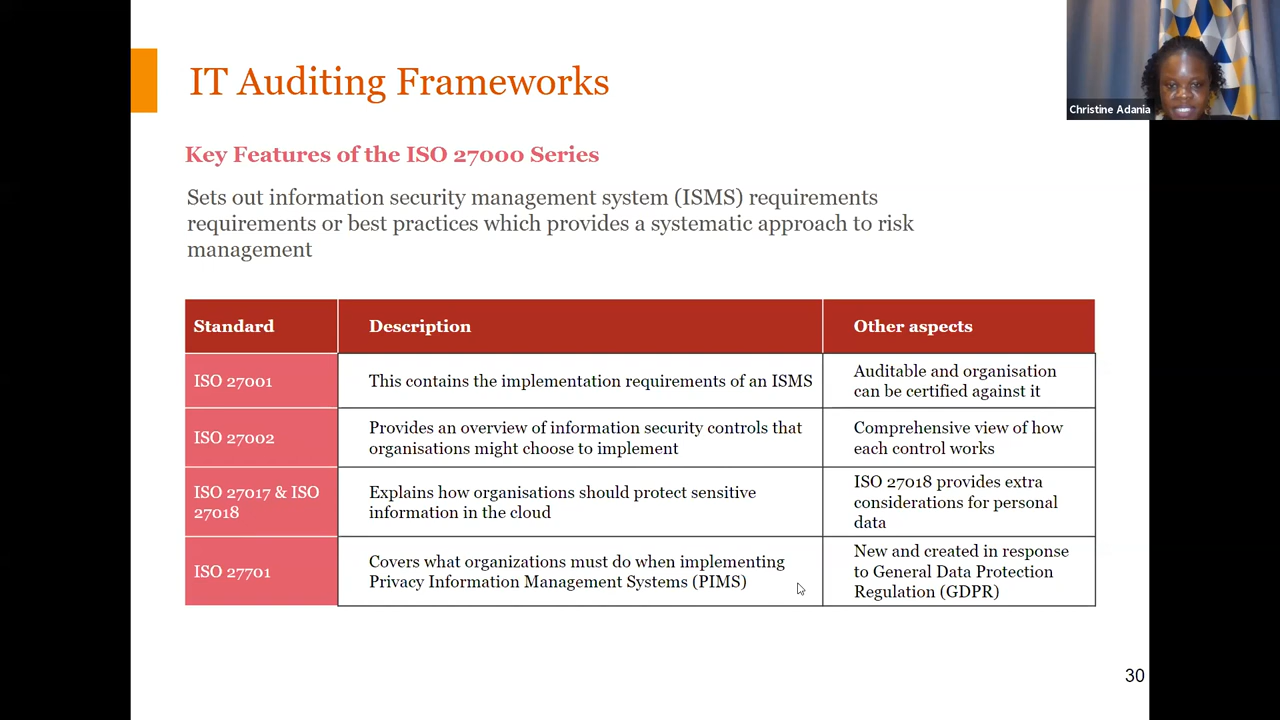 IT Auditing Frameworks
Christine Adania
Key Features of the ISO 27000 Series
Sets out information security management system (ISMS) requirements
requirements or best practices which provides a systematic approach to risk
management
Standard
Description
Other aspects
ISO 27001
This contains the implementation requirements of an ISMS
Auditable and organisation
can be certified against it
ISO 27002
Provides an overview of information security controls that
organisations might choose to implement
Comprehensive view of how
each control works
ISO 27017 & ISO
27018
Explains how organisations should protect sensitive
information in the cloud
ISO 27018 provides extra
considerations for personal
data
ISO 27701
Covers what organizations must do when implementing
Privacy Information Management Systems (PIMS)
New and created in response
to General Data Protection
Regulation (GDPR)
30